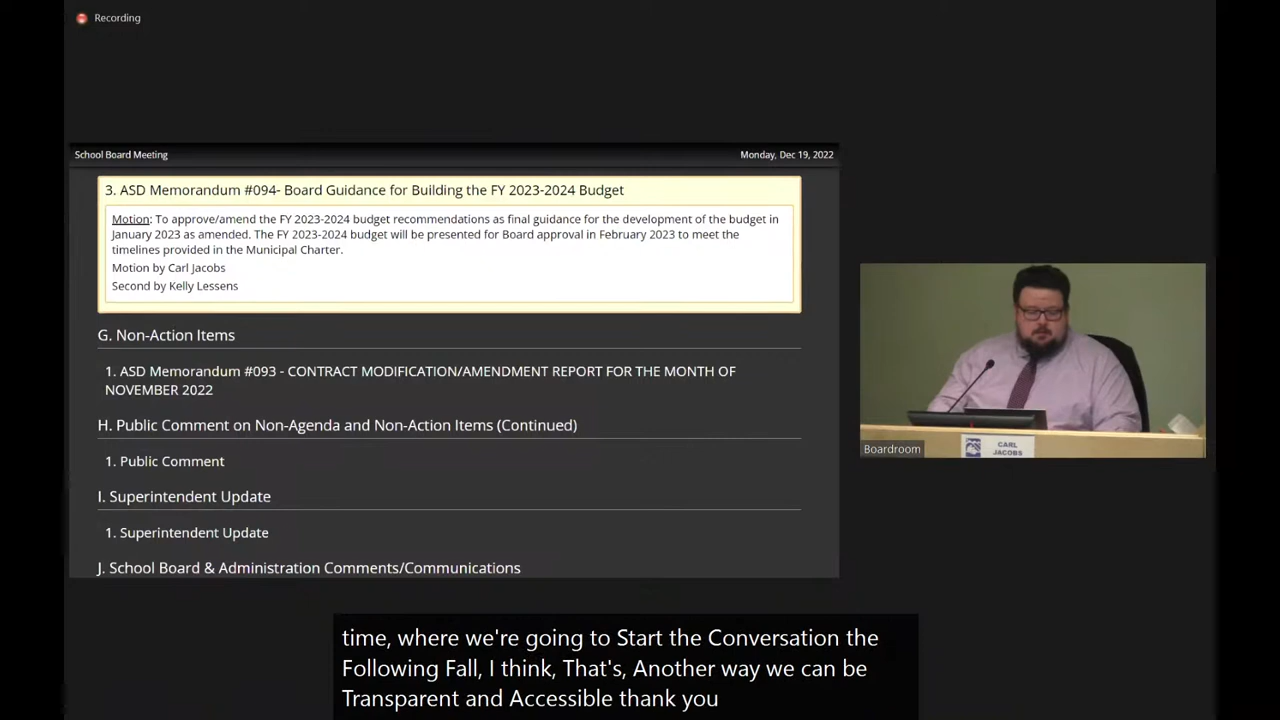 Recording
School Board Meeting
Monday, Dec 19, 2022
3. ASD Memorandum #094- Board Guidance for Building the FY 2023-2024 Budget
Motion: To approve/amend the FY 2023-2024 budget recommendations as final guidance for the development of the budget in
January 2023 as amended. The FY 2023-2024 budget will be presented for Board approval in February 2023 to meet the
timelines provided in the Municipal Charter.
Motion by Carl Jacobs
Second by Kelly Lessens
G. Non-Action Items
1. ASD Memorandum #093 - CONTRACT MODIFICATION/AMENDMENT REPORT FOR THE MONTH OF
NOVEMBER 2022
H. Public Comment on Non-Agenda and Non-Action Items (Continued)
1. Public Comment
I. Superintendent Update
1. Superintendent Update
J. School Board & Administration Comments/Communications
Boardroom
CARL
JACOBS
time, where we're going to Start the Conversation the
Following Fall, I think, That's, Another way we can be
Transparent and Accessible thank you